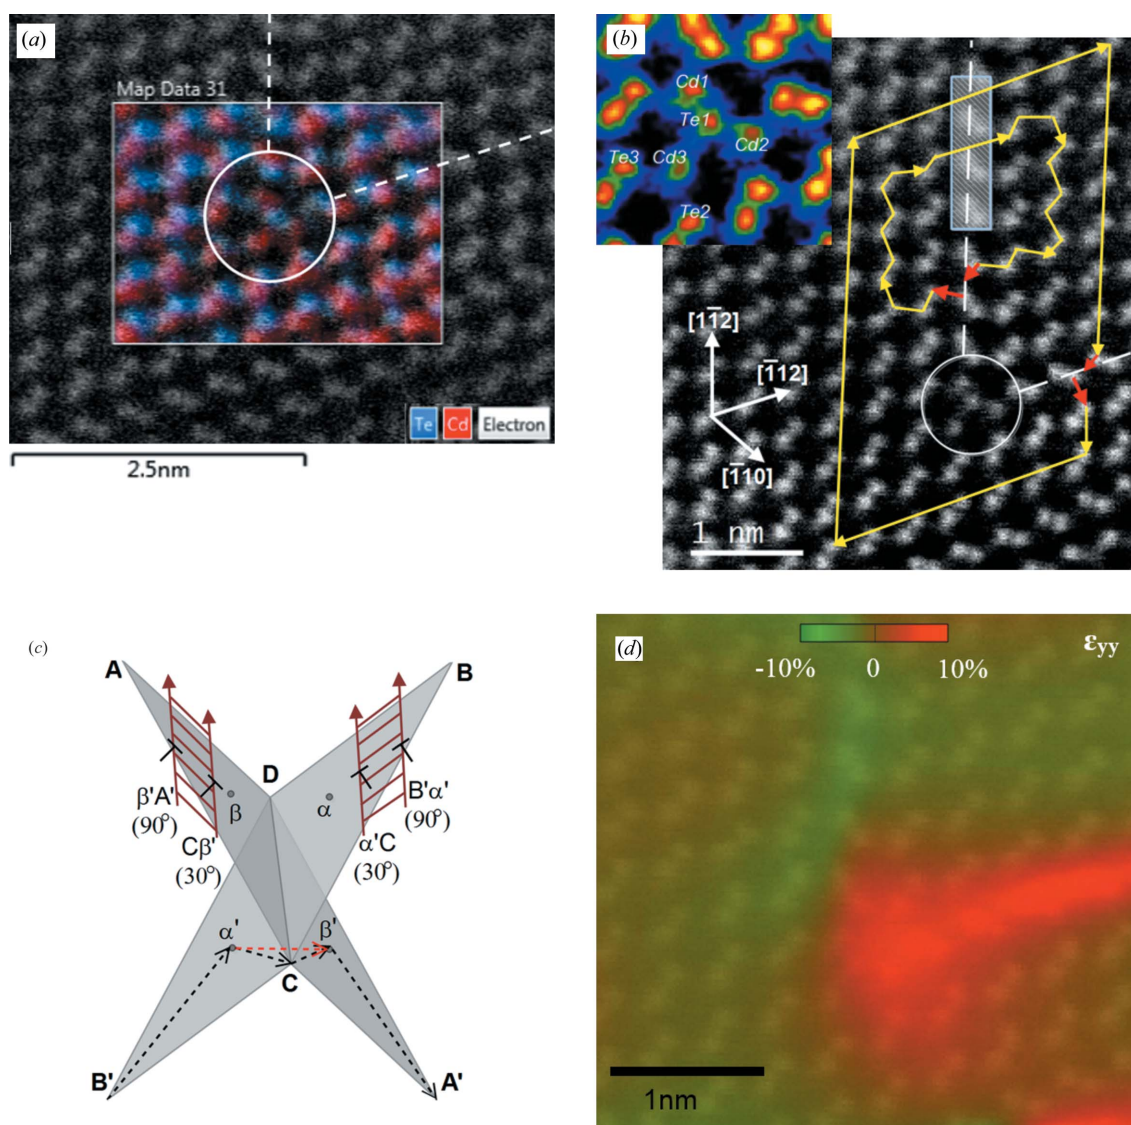 (a)
Map Data 31
Te Cd Electron
2.5nm
(b)
Cd1
Te1
Cd2
Te3 Cd3
Te2
[11̅2]
[1̅12]
[1̅10]
1 nm
(c)
A
B
D
β'A'
(90°)
β
α
B'α'
(90°)
Cβ'
(30°)
α'C
(30°)
α'
β'
C
B'
A'
(d)
εyy
-10% 0 10%
1nm